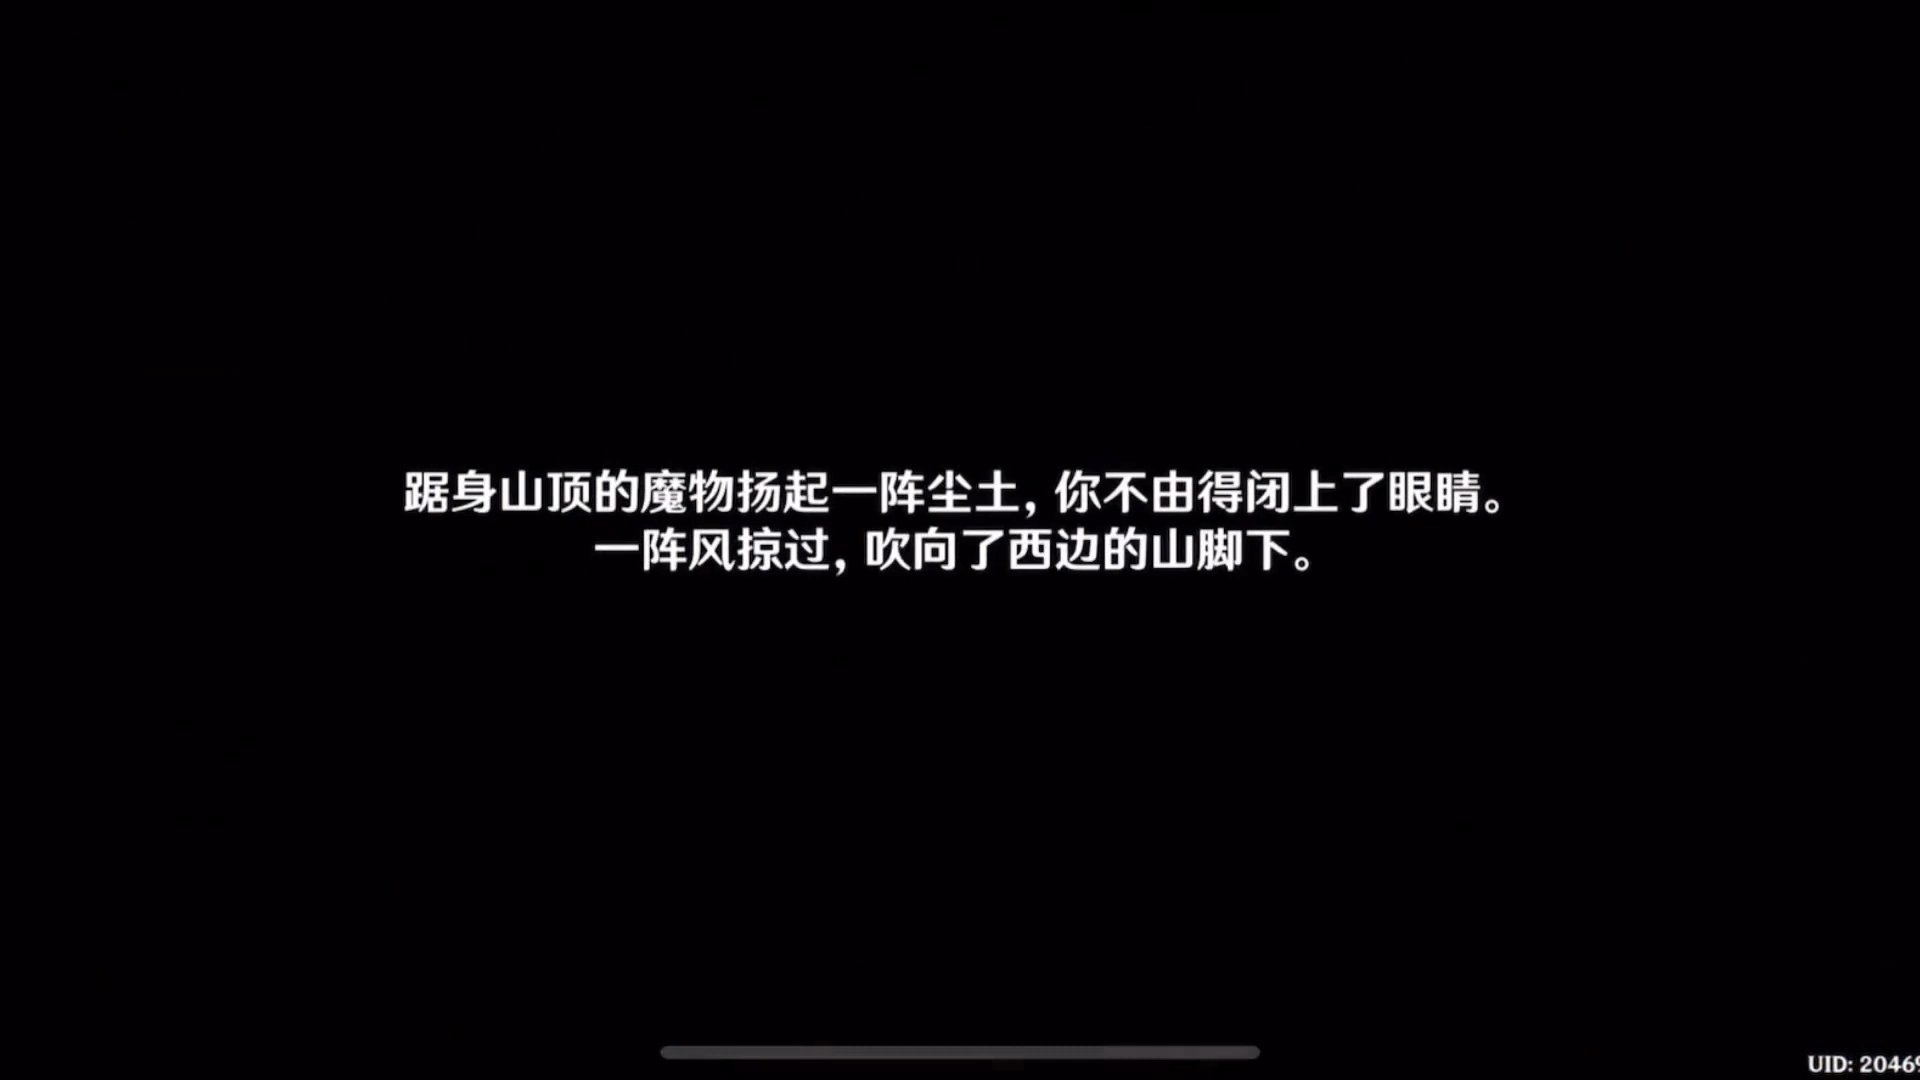 踞身山顶的魔物扬起一阵尘土，你不由得闭上了眼睛。
一阵风掠过，吹向了西边的山脚下。
UID: 20469